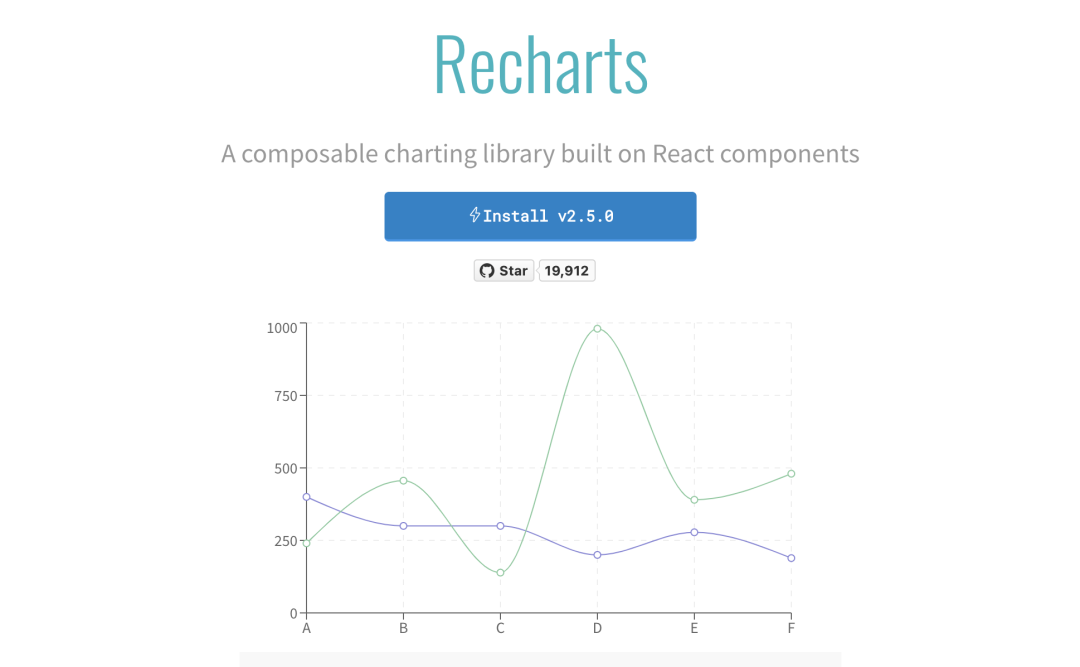 Recharts
A composable charting library built on React components
Install v2.5.0
Star 19,912
1000
750
500
250
0
A B C D E F